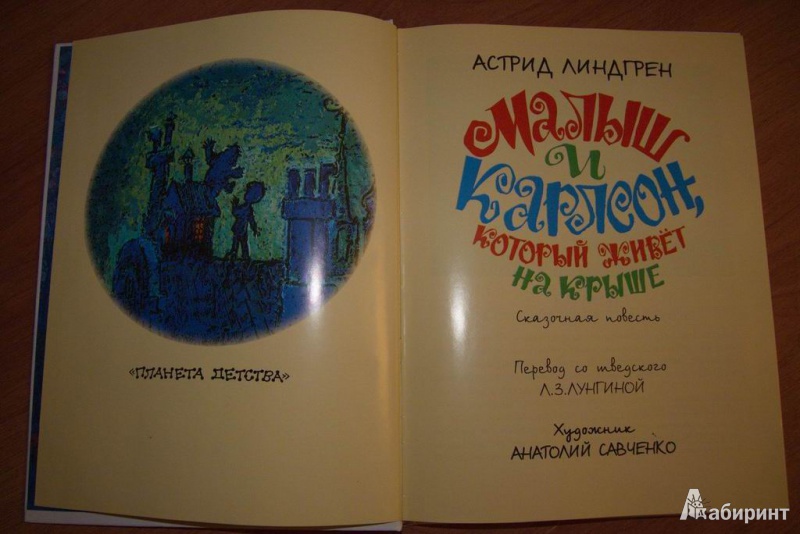 «ПЛАНЕТА ДЕТСТВА»
АСТРИД ЛИНДГРЕН
МАЛЫШ
И
КАРЛСОН,
КОТОРЫЙ ЖИВЁТ
НА КРЫШЕ
Сказочная повесть
Перевод со шведского
Л.З.ЛУНГИНОЙ
Художник
АНАТОЛИЙ САВЧЕНКО
Лабиринт